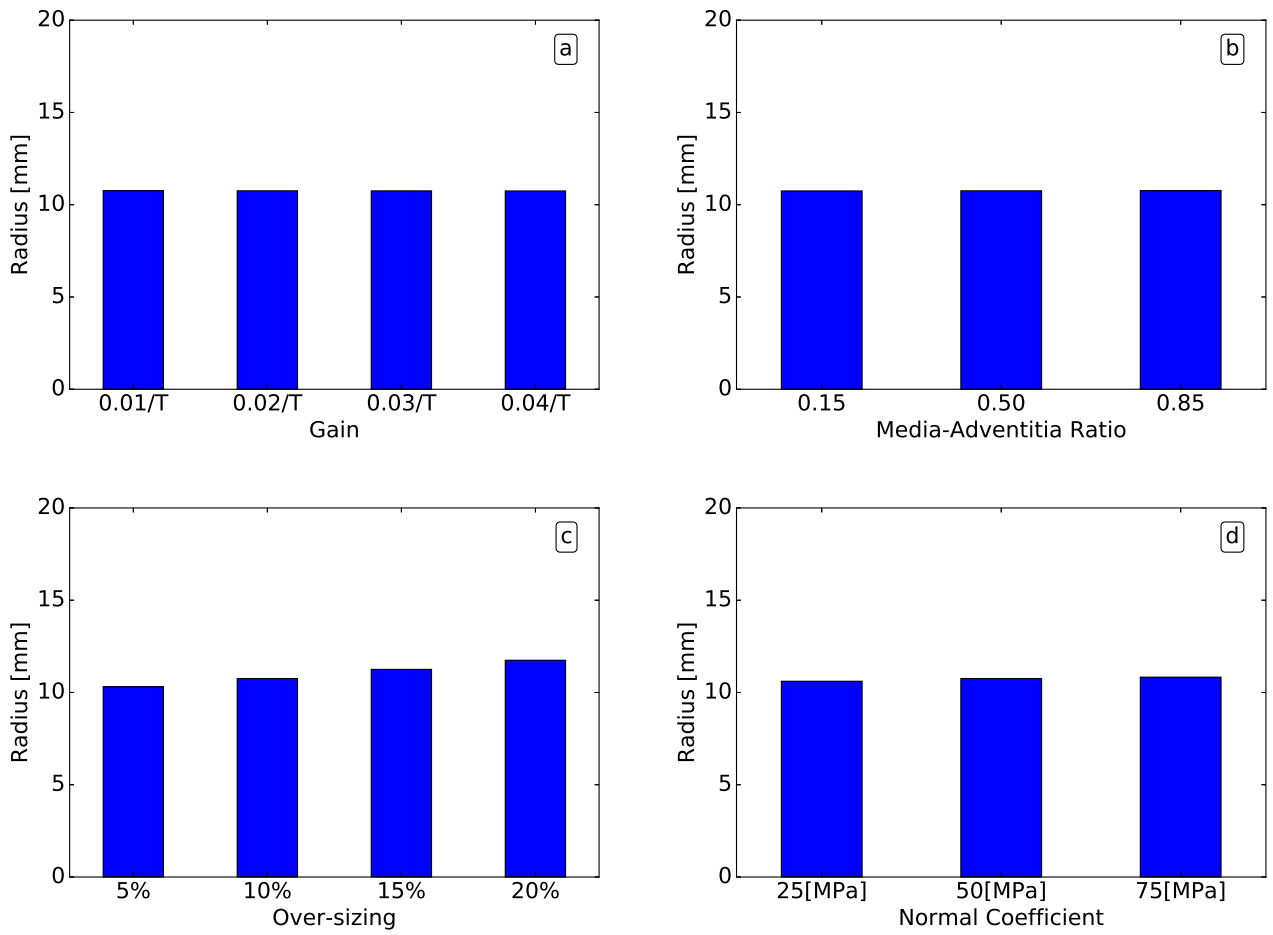 20
15
10
5
0
Radius [mm]
a
0.01/T 0.02/T 0.03/T 0.04/T
Gain
20
15
10
5
0
Radius [mm]
b
0.15 0.50 0.85
Media-Adventitia Ratio
20
15
10
5
0
Radius [mm]
c
5% 10% 15% 20%
Over-sizing
20
15
10
5
0
Radius [mm]
d
25[MPa] 50[MPa] 75[MPa]
Normal Coefficient